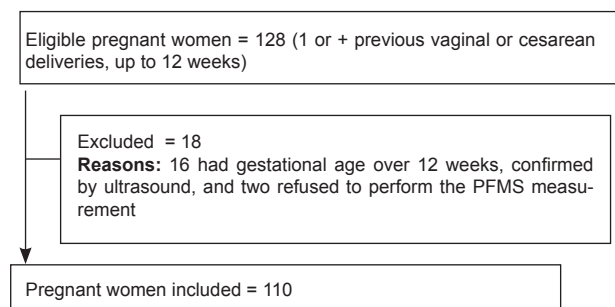 Eligible pregnant women = 128 (1 or + previous vaginal or cesarean
deliveries, up to 12 weeks)
Excluded = 18
Reasons: 16 had gestational age over 12 weeks, confirmed
by ultrasound, and two refused to perform the PFMS measu-
rement
Pregnant women included = 110